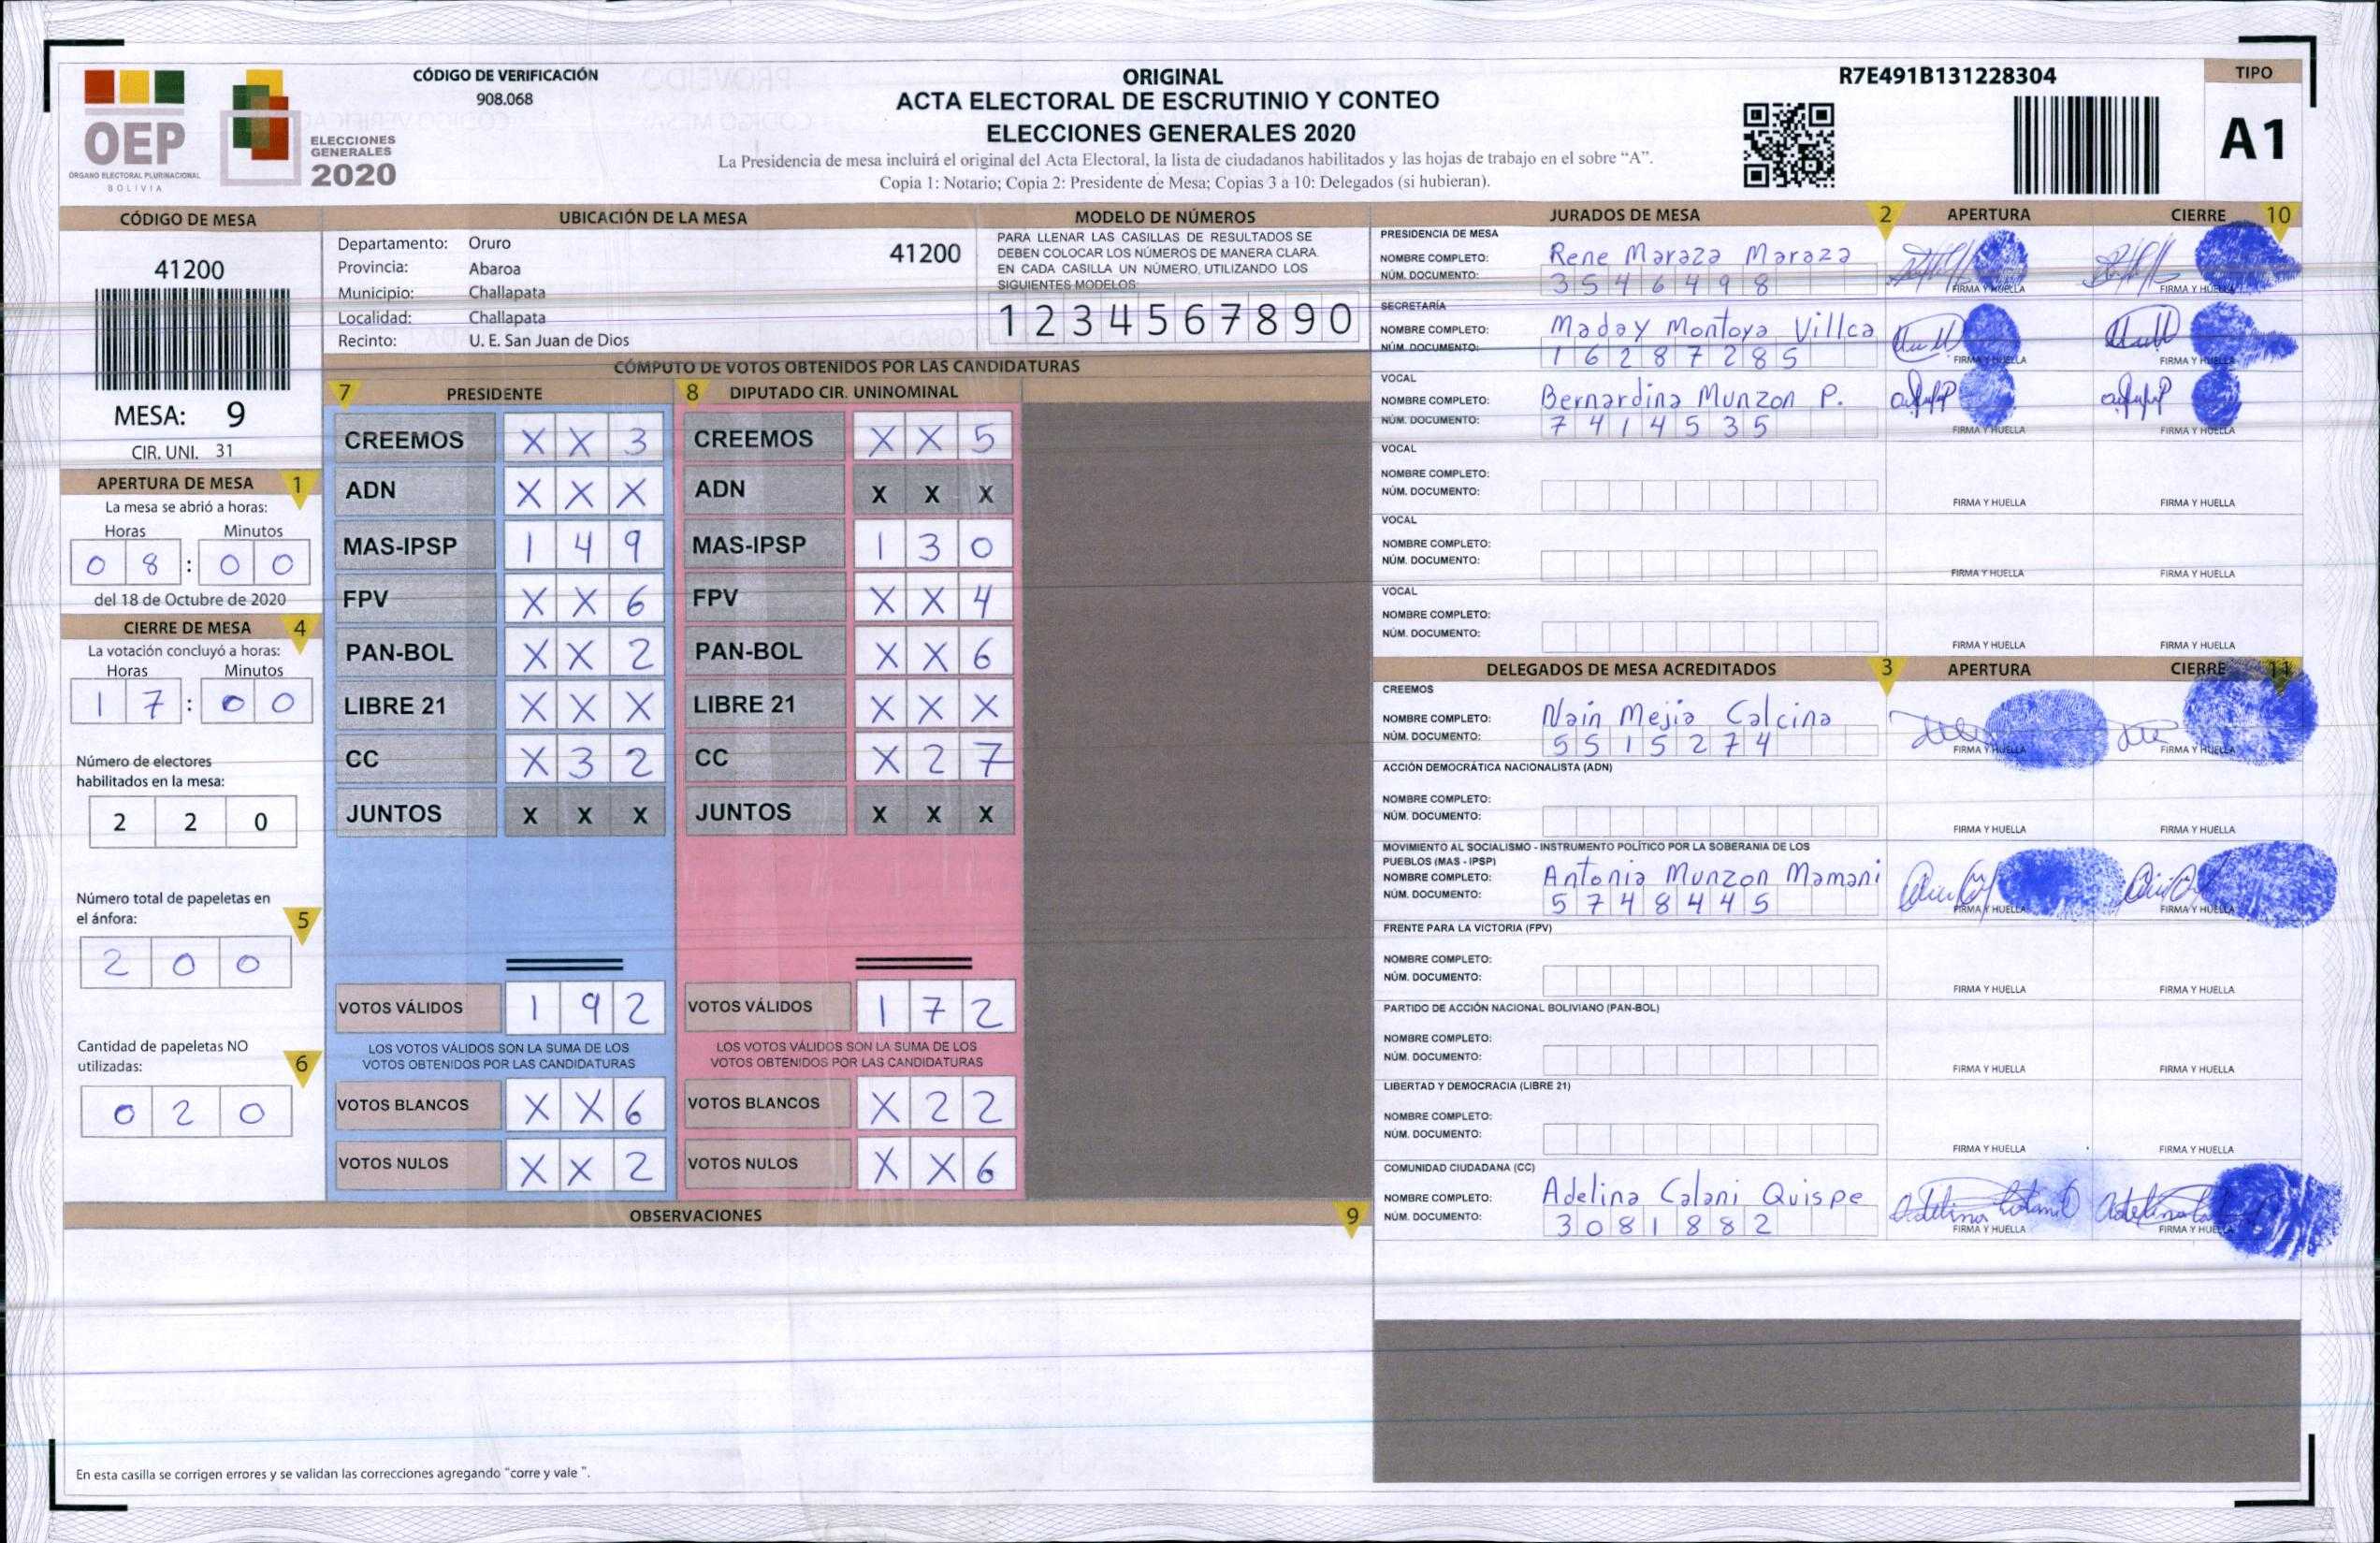 CÓDIGO DE VERIFICACIÓN
908.068
ORIGINAL
ACTA ELECTORAL DE ESCRUTINIO Y CONTEO
ELECCIONES GENERALES 2020
La Presidencia de mesa incluirá el original del Acta Electoral, la lista de ciudadanos habilitados y las hojas de trabajo en el sobre “A”.
Copia 1: Notario; Copia 2: Presidente de Mesa; Copias 3 a 10: Delegados (si hubieran).
R7E491B131228304
TIPO
A1
OEP
ÓRGANO ELECTORAL PLURINACIONAL
BOLIVIA
ELECCIONES
GENERALES
2020
CÓDIGO DE MESA
41200
MESA: 9
CIR. UNI. 31
APERTURA DE MESA 1
La mesa se abrió a horas:
Horas Minutos
0 8 : 0 0
del 18 de Octubre de 2020
CIERRE DE MESA 4
La votación concluyó a horas:
Horas Minutos
1 7 : 0 0
Número de electores
habilitados en la mesa:
2 2 0
Número total de papeletas en
el ánfora: 5
2 0 0
Cantidad de papeletas NO
utilizadas: 6
0 2 0
UBICACIÓN DE LA MESA
Departamento: Oruro 41200
Provincia: Abaroa
Municipio: Challapata
Localidad: Challapata
Recinto: U. E. San Juan de Dios
MODELO DE NÚMEROS
PARA LLENAR LAS CASILLAS DE RESULTADOS SE
DEBEN COLOCAR LOS NÚMEROS DE MANERA CLARA.
EN CADA CASILLA UN NÚMERO, UTILIZANDO LOS
SIGUIENTES MODELOS:
1 2 3 4 5 6 7 8 9 0
CÓMPUTO DE VOTOS OBTENIDOS POR LAS CANDIDATURAS
7 PRESIDENTE 8 DIPUTADO CIR. UNINOMINAL
CREEMOS X X 3 CREEMOS X X 5
ADN X X X ADN X X X
MAS-IPSP 1 4 9 MAS-IPSP 1 3 0
FPV X X 6 FPV X X 4
PAN-BOL X X 2 PAN-BOL X X 6
LIBRE 21 X X X LIBRE 21 X X X
CC X 3 2 CC X 2 7
JUNTOS X X X JUNTOS X X X
VOTOS VÁLIDOS 1 9 2 VOTOS VÁLIDOS 1 7 2
LOS VOTOS VÁLIDOS SON LA SUMA DE LOS LOS VOTOS VÁLIDOS SON LA SUMA DE LOS
VOTOS OBTENIDOS POR LAS CANDIDATURAS VOTOS OBTENIDOS POR LAS CANDIDATURAS
VOTOS BLANCOS X X 6 VOTOS BLANCOS X 2 2
VOTOS NULOS X X 2 VOTOS NULOS X X 6
OBSERVACIONES 9
En esta casilla se corrigen errores y se validan las correcciones agregando “corre y vale ”.
JURADOS DE MESA 2 APERTURA CIERRE 10
PRESIDENCIA DE MESA
NOMBRE COMPLETO: Rene Maraza Maraza
NÚM. DOCUMENTO: 3 5 4 6 4 9 8 FIRMA Y HUELLA FIRMA Y HUELLA
SECRETARÍA
NOMBRE COMPLETO: Maday Montoya Villca
NÚM. DOCUMENTO: 1 6 2 8 7 2 8 5 FIRMA Y HUELLA FIRMA Y HUELLA
VOCAL
NOMBRE COMPLETO: Bernardina Munzon P.
NÚM. DOCUMENTO: 7 4 1 4 5 3 5 FIRMA Y HUELLA FIRMA Y HUELLA
VOCAL
NOMBRE COMPLETO:
NÚM. DOCUMENTO: FIRMA Y HUELLA FIRMA Y HUELLA
VOCAL
NOMBRE COMPLETO:
NÚM. DOCUMENTO: FIRMA Y HUELLA FIRMA Y HUELLA
VOCAL
NOMBRE COMPLETO:
NÚM. DOCUMENTO: FIRMA Y HUELLA FIRMA Y HUELLA
DELEGADOS DE MESA ACREDITADOS 3 APERTURA CIERRE 11
CREEMOS
NOMBRE COMPLETO: Nain Mejia Calcina
NÚM. DOCUMENTO: 5 5 1 5 2 7 4 FIRMA Y HUELLA FIRMA Y HUELLA
ACCIÓN DEMOCRÁTICA NACIONALISTA (ADN)
NOMBRE COMPLETO:
NÚM. DOCUMENTO: FIRMA Y HUELLA FIRMA Y HUELLA
MOVIMIENTO AL SOCIALISMO - INSTRUMENTO POLÍTICO POR LA SOBERANIA DE LOS
PUEBLOS (MAS - IPSP)
NOMBRE COMPLETO: Antonia Munzon Mamani
NÚM. DOCUMENTO: 5 7 4 8 4 4 5 FIRMA Y HUELLA FIRMA Y HUELLA
FRENTE PARA LA VICTORIA (FPV)
NOMBRE COMPLETO:
NÚM. DOCUMENTO: FIRMA Y HUELLA FIRMA Y HUELLA
PARTIDO DE ACCIÓN NACIONAL BOLIVIANO (PAN-BOL)
NOMBRE COMPLETO:
NÚM. DOCUMENTO: FIRMA Y HUELLA FIRMA Y HUELLA
LIBERTAD Y DEMOCRACIA (LIBRE 21)
NOMBRE COMPLETO:
NÚM. DOCUMENTO: FIRMA Y HUELLA FIRMA Y HUELLA
COMUNIDAD CIUDADANA (CC)
NOMBRE COMPLETO: Adelina Calani Quispe
NÚM. DOCUMENTO: 3 0 8 1 8 8 2 FIRMA Y HUELLA FIRMA Y HUELLA